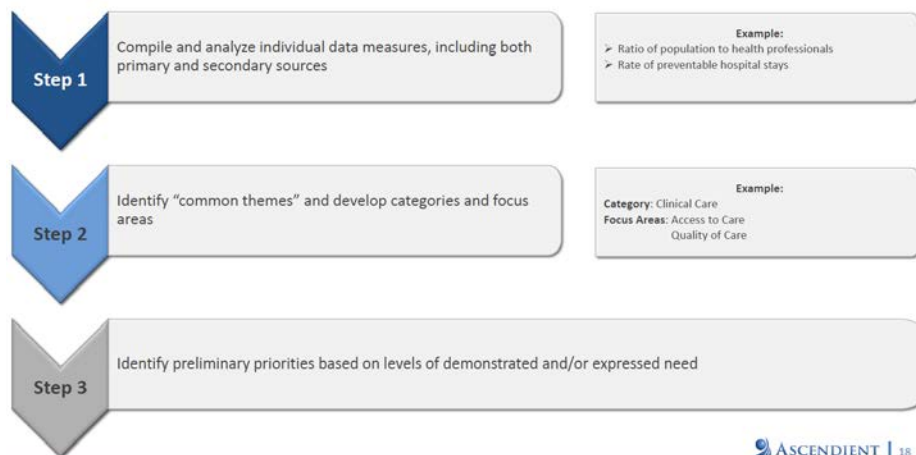 Step 1
Compile and analyze individual data measures, including both
primary and secondary sources
Example:
➢ Ratio of population to health professionals
➢ Rate of preventable hospital stays
Step 2
Identify “common themes” and develop categories and focus
areas
Example:
Category: Clinical Care
Focus Areas: Access to Care
Quality of Care
Step 3
Identify preliminary priorities based on levels of demonstrated and/or expressed need
ASCENDIENT | 18